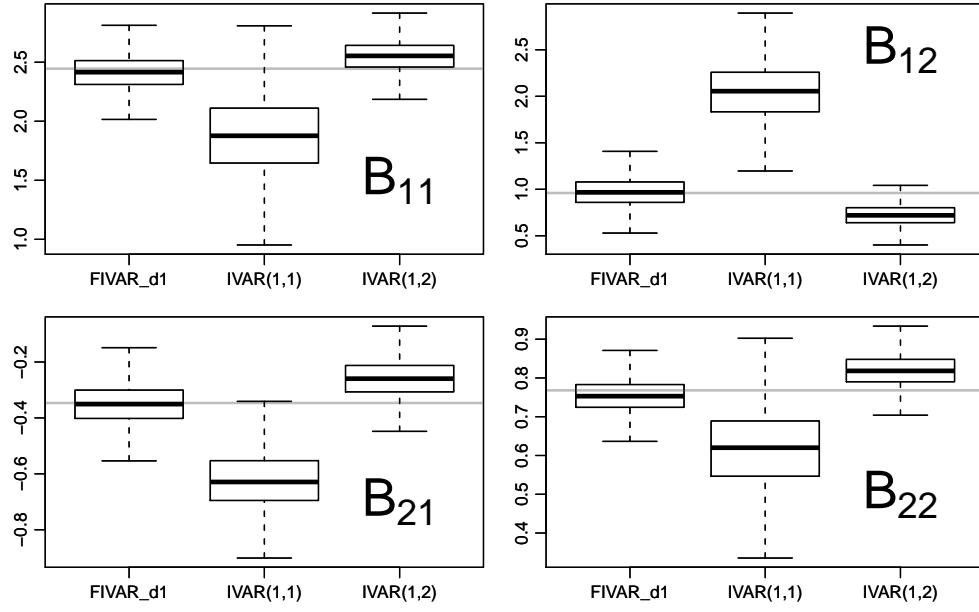 2.5
2.0
1.5
1.0
B11
FIVAR_d1 IVAR(1,1) IVAR(1,2)
2.5
2.0
1.5
1.0
0.5
B12
FIVAR_d1 IVAR(1,1) IVAR(1,2)
−0.2
−0.4
−0.6
−0.8
B21
FIVAR_d1 IVAR(1,1) IVAR(1,2)
0.9
0.8
0.7
0.6
0.5
0.4
B22
FIVAR_d1 IVAR(1,1) IVAR(1,2)